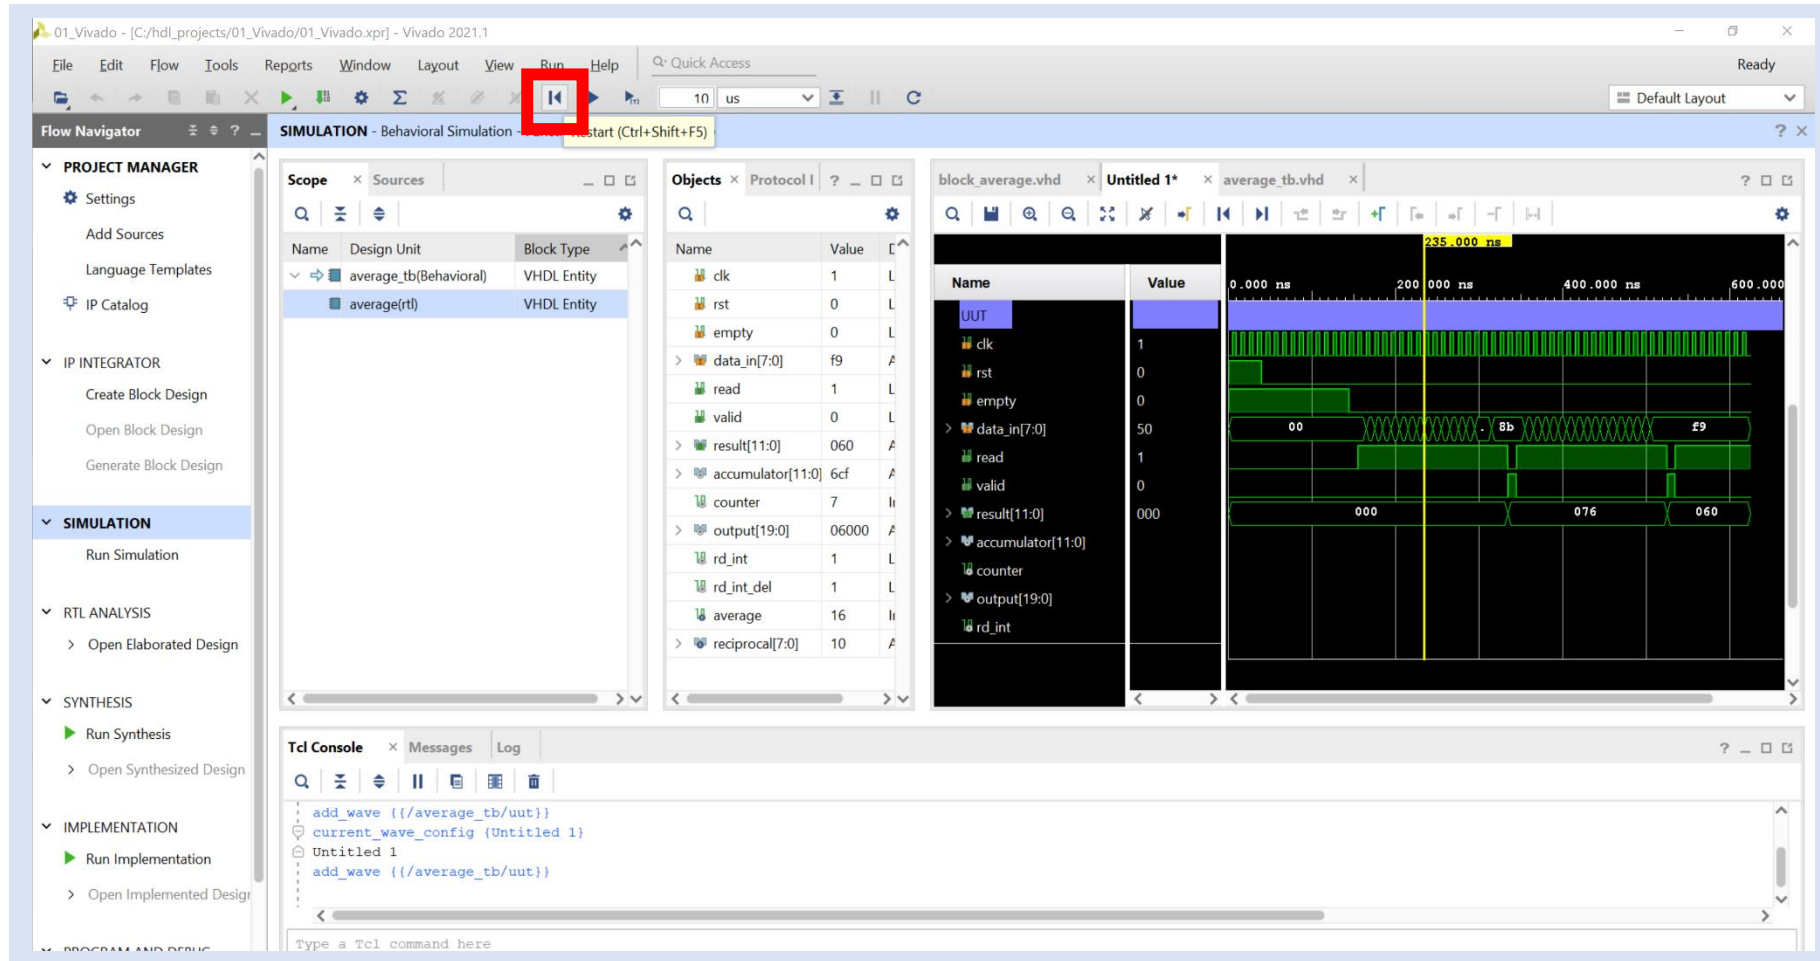 01_Vivado - [C:/hdl_projects/01_Vivado/01_Vivado.xpr] - Vivado 2021.1
File Edit Flow Tools Reports Window Layout View Run Help Quick Access Ready
10 us Default Layout
Flow Navigator
SIMULATION - Behavioral Simulation -
Restart (Ctrl+Shift+F5)
PROJECT MANAGER
Settings
Add Sources
Language Templates
IP Catalog
IP INTEGRATOR
Create Block Design
Open Block Design
Generate Block Design
SIMULATION
Run Simulation
RTL ANALYSIS
Open Elaborated Design
SYNTHESIS
Run Synthesis
Open Synthesized Design
IMPLEMENTATION
Run Implementation
Open Implemented Design
PROGRAM AND DEBUG
Scope Sources
Name Design Unit Block Type
average_tb(Behavioral) VHDL Entity
average(rtl) VHDL Entity
Objects Protocol I
Name Value
clk 1 L
rst 0 L
empty 0 L
data_in[7:0] f9 A
read 1 L
valid 0 L
result[11:0] 060 A
accumulator[11:0] 6cf A
counter 7 In
output[19:0] 06000 A
rd_int 1 L
rd_int_del 1 L
average 16 In
reciprocal[7:0] 10 A
block_average.vhd Untitled 1* average_tb.vhd
235.000 ns
Name Value 0.000 ns 200.000 ns 400.000 ns 600.000
UUT
clk 1
rst 0
empty 0
data_in[7:0] 50 00 . 8b f9
read 1
valid 0
result[11:0] 000 000 076 060
accumulator[11:0]
counter
output[19:0]
rd_int
Tcl Console Messages Log
add_wave {{/average_tb/uut}}
current_wave_config {Untitled 1}
Untitled 1
add_wave {{/average_tb/uut}}
Type a Tcl command here